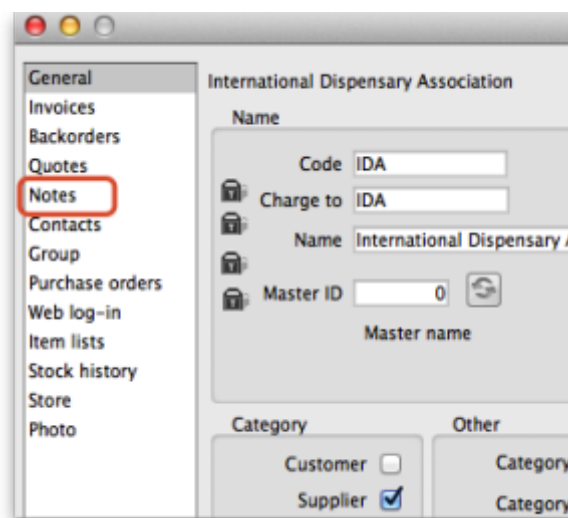 General
Invoices
Backorders
Quotes
Notes
Contacts
Group
Purchase orders
Web log-in
Item lists
Stock history
Store
Photo
International Dispensary Association
Name
Code IDA
Charge to IDA
Name International Dispensary A
Master ID 0
Master name
Category Other
Customer Category
Supplier Category